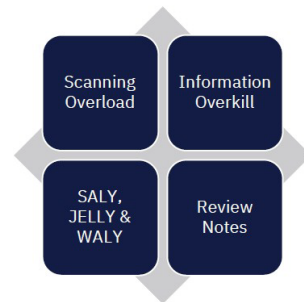 Scanning
Overload
Information
Overkill
SALY,
JELLY &
WALY
Review
Notes